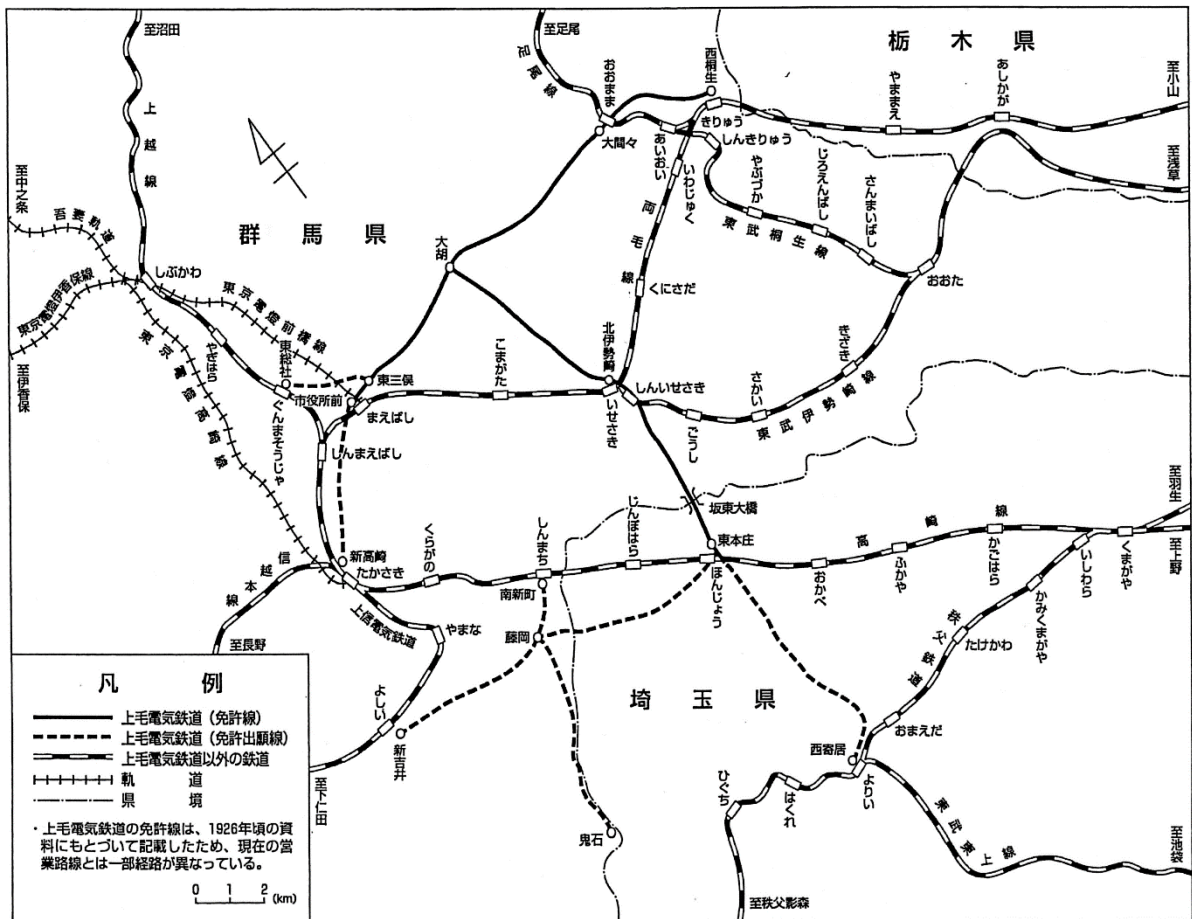 至沼田
上越線
至中之条
吾妻軌道
東京電燈伊香保線
至伊香保
しぶかわ
東京電燈前橋線
東京電燈高崎線
やぎはら
東総社
ぐんまそうじゃ
東三俣
市役所前
まえばし
しんまえばし
群馬県
至足尾
足尾線
おおまま
大間々
西桐生
きりゅう
あいおい
しんきりゅう
いわじゅく
両毛線
くにさだ
大胡
こまがた
北伊勢崎
いせさき
しんいせさき
栃木県
やままえ
あしかが
至小山
至浅草
やぶづか
じろえんばし
さんまいばし
東武桐生線
おおた
きざき
さかい
東武伊勢崎線
ごうし
坂東大橋
東本庄
ほんじょう
じんぼはら
しんまち
南新町
くらがの
新高崎
たかさき
信越本線
至長野
上信電気鉄道
やまな
よしい
新吉井
至下仁田
藤岡
鬼石
埼玉県
おかべ
ふかや
高崎線
かごはら
くまがや
至羽生
至上野
いしわら
かみくまがや
たけかわ
秩父鉄道
おまえだ
西寄居
よりい
はぐれ
ひぐち
至秩父影森
東武東上線
至池袋
凡例
上毛電気鉄道（免許線）
上毛電気鉄道（免許出願線）
上毛電気鉄道以外の鉄道
軌道
県境
・上毛電気鉄道の免許線は、1926年頃の資
料にもとづいて記載したため、現在の営
業路線とは一部経路が異なっている。
0 1 2 (km)